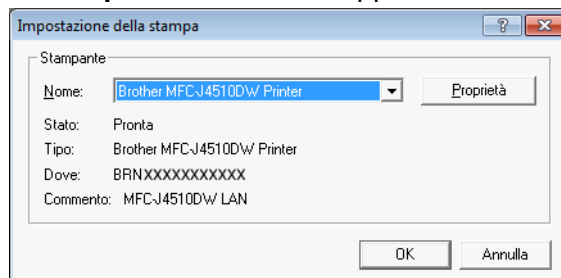 Impostazione della stampa
Stampante
Nome: Brother MFC-J4510DW Printer Proprietà
Stato: Pronta
Tipo: Brother MFC-J4510DW Printer
Dove: BRNXXXXXXXXXXX
Commento: MFC-J4510DW LAN
OK Annulla